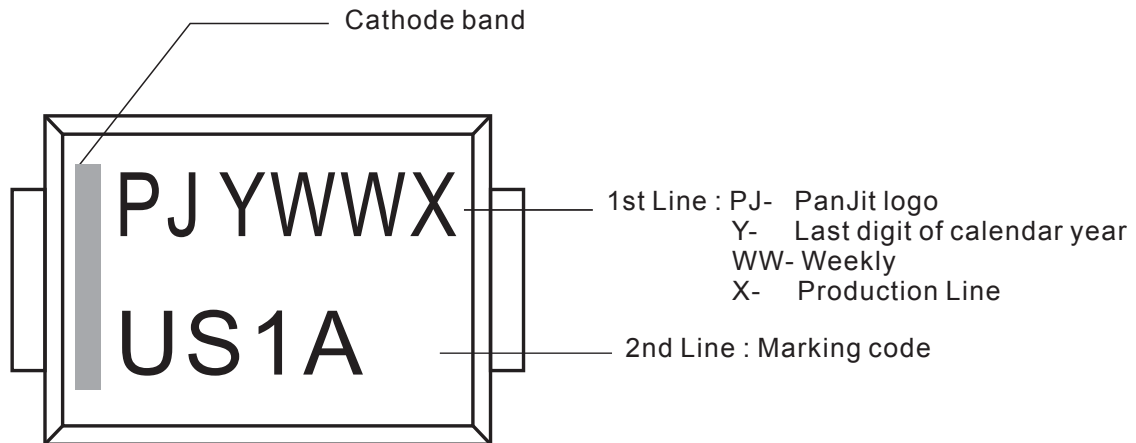 Cathode band
PJ YWWX
1st Line : PJ- PanJit logo
Y- Last digit of calendar year
WW- Weekly
X- Production Line
US1A
2nd Line : Marking code